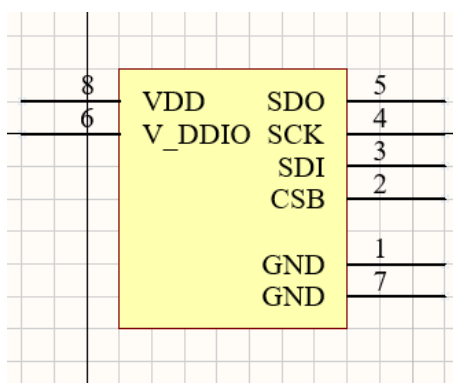 8 VDD SDO 5
6 V_DDIO SCK 4
SDI 3
CSB 2
GND 1
GND 7